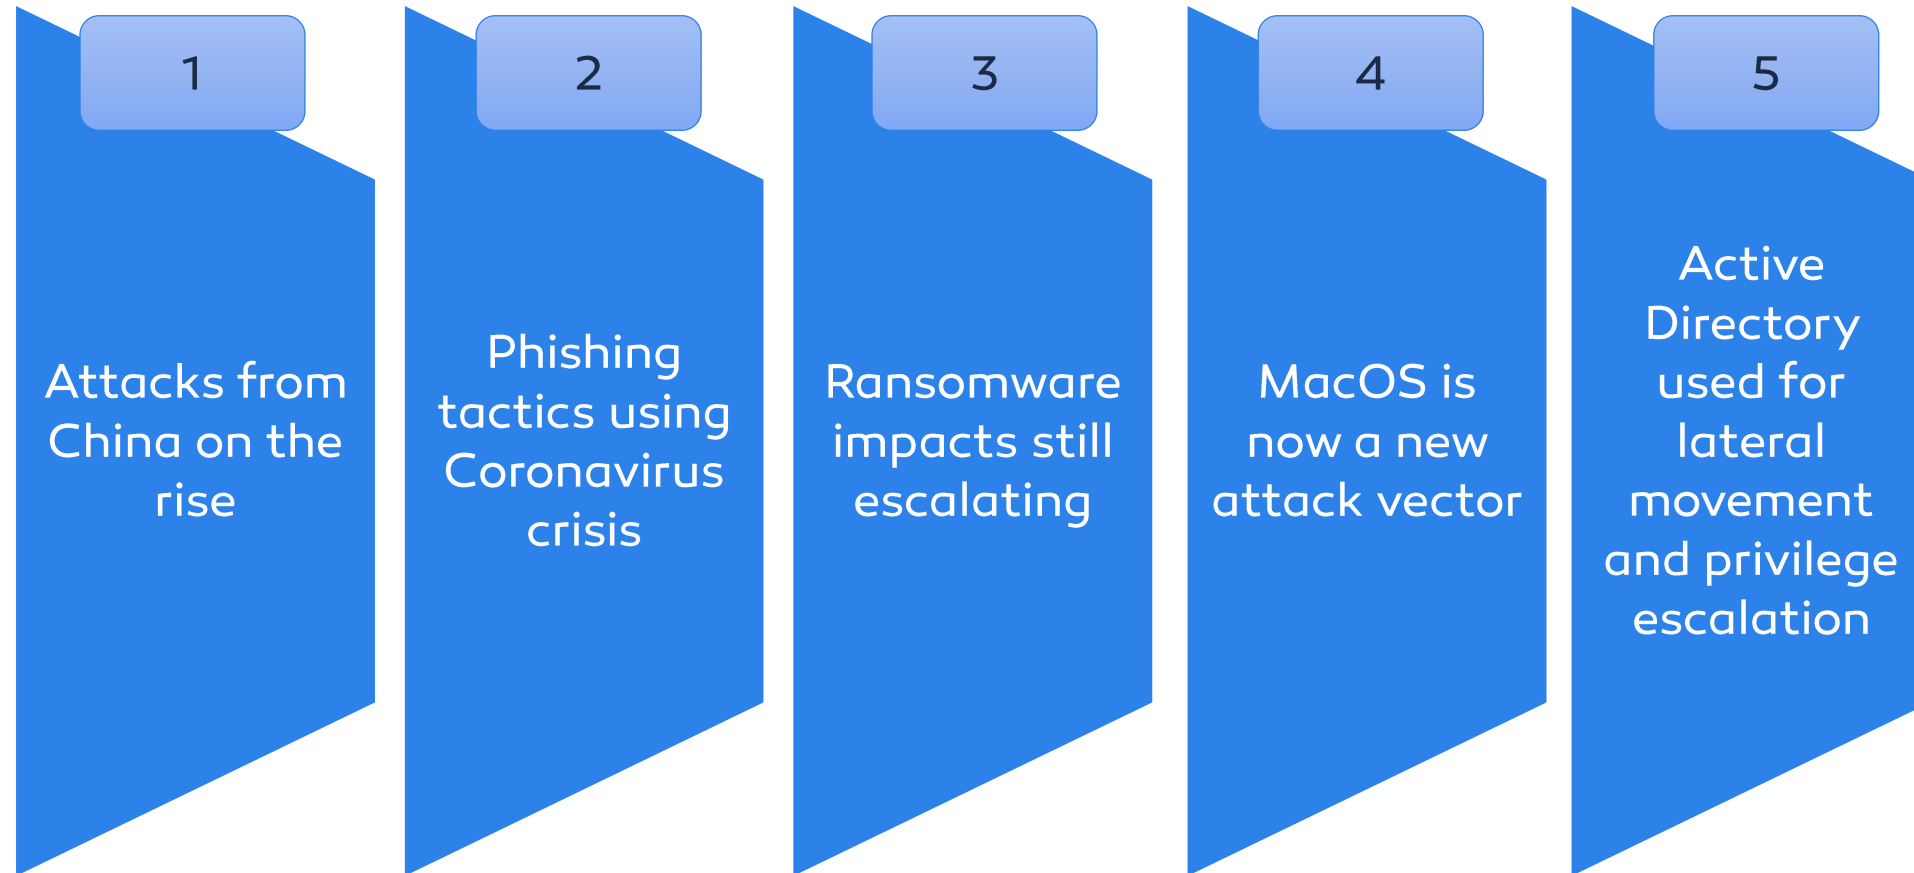 1
Attacks from
China on the
rise
2
Phishing
tactics using
Coronavirus
crisis
3
Ransomware
impacts still
escalating
4
MacOS is
now a new
attack vector
5
Active
Directory
used for
lateral
movement
and privilege
escalation